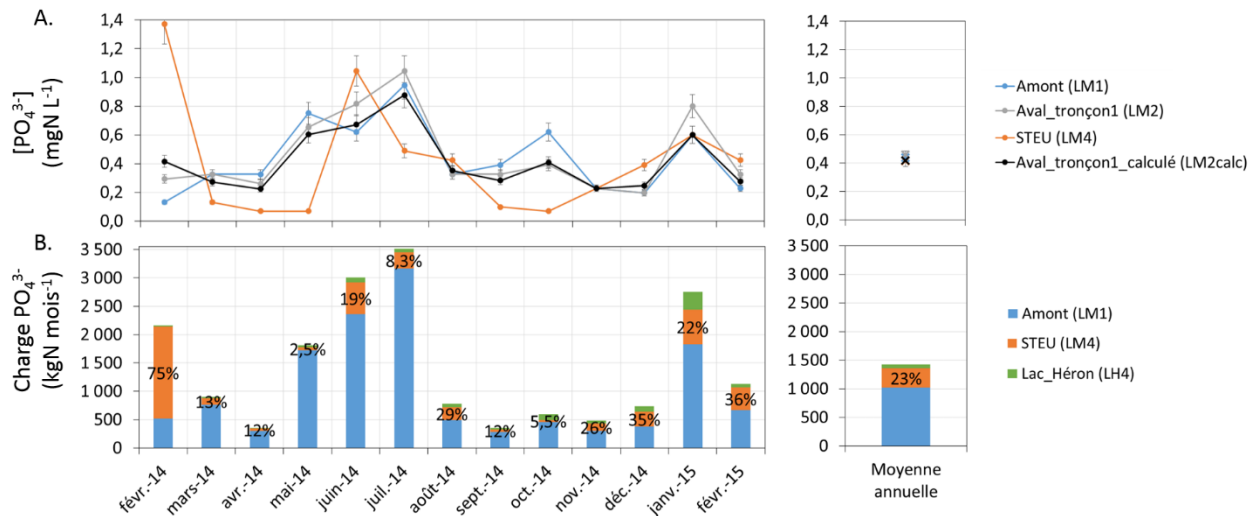 A.
[PO₄³⁻]
(mgN L⁻¹)
1,4
1,2
1,0
0,8
0,6
0,4
0,2
0,0
1,4
1,2
1,0
0,8
0,6
0,4
0,2
0,0
Amont (LM1)
Aval_tronçon1 (LM2)
STEU (LM4)
Aval_tronçon1_calculé (LM2calc)
B.
Charge PO₄³⁻
(kgN mois⁻¹)
3 500
3 000
2 500
2 000
1 500
1 000
500
0
75%
13%
12%
2,5%
19%
8,3%
29%
12%
5,5%
26%
35%
22%
36%
févr.-14
mars-14
avr.-14
mai-14
juin-14
juil.-14
août-14
sept.-14
oct.-14
nov.-14
déc.-14
janv.-15
févr.-15
3 500
3 000
2 500
2 000
1 500
1 000
500
0
23%
Moyenne
annuelle
Amont (LM1)
STEU (LM4)
Lac_Héron (LH4)